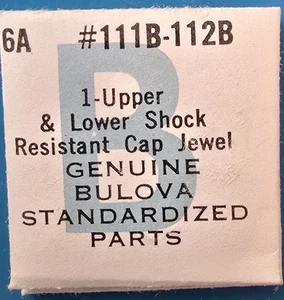 6A #111B-112B
1-Upper
& Lower Shock
Resistant Cap Jewel
GENUINE
BULOVA
STANDARDIZED
PARTS
B